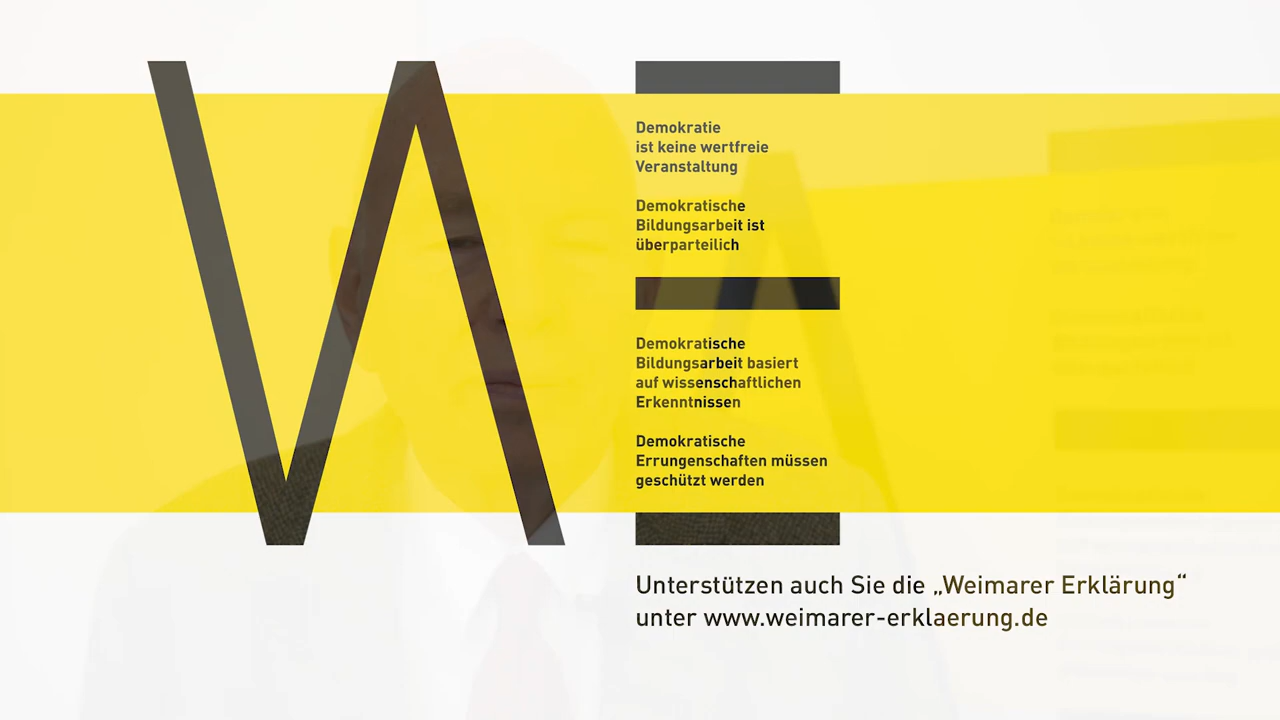 WE
Demokratie
ist keine wertfreie
Veranstaltung
Demokratische
Bildungsarbeit ist
überparteilich
Demokratische
Bildungsarbeit basiert
auf wissenschaftlichen
Erkenntnissen
Demokratische
Errungenschaften müssen
geschützt werden
Unterstützen auch Sie die „Weimarer Erklärung“
unter www.weimarer-erklaerung.de